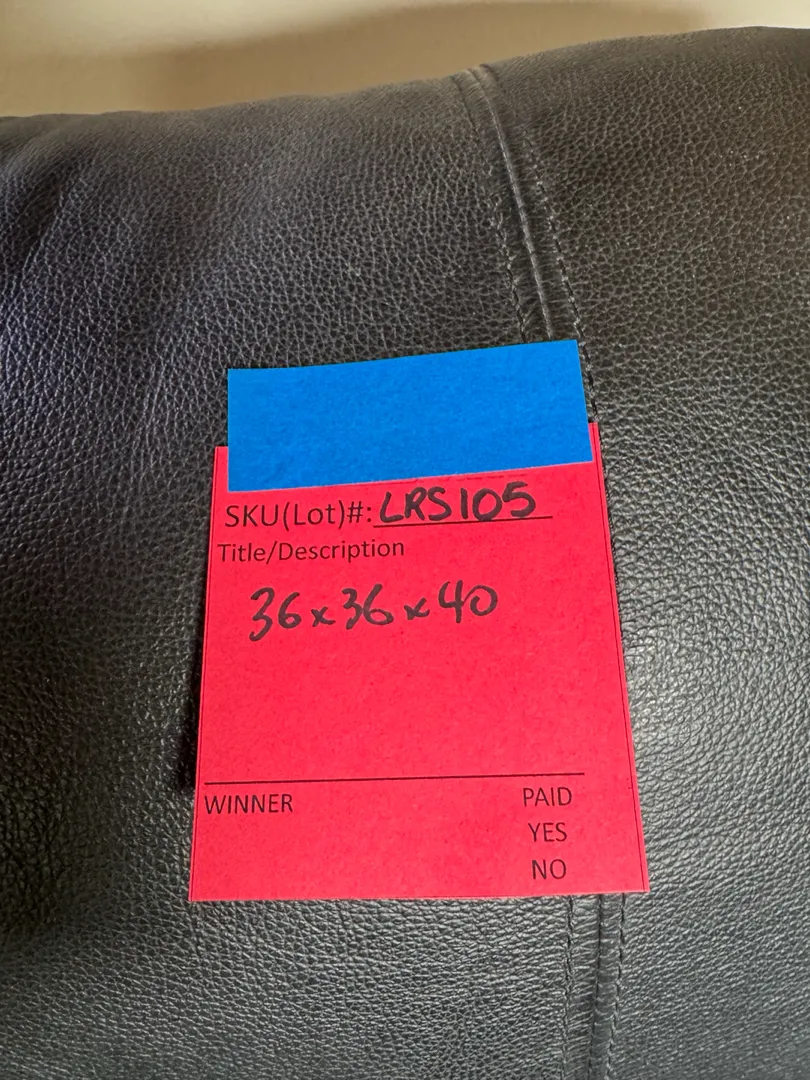 SKU(Lot)#: LRS105
Title/Description
36x36x40
WINNER PAID
YES
NO